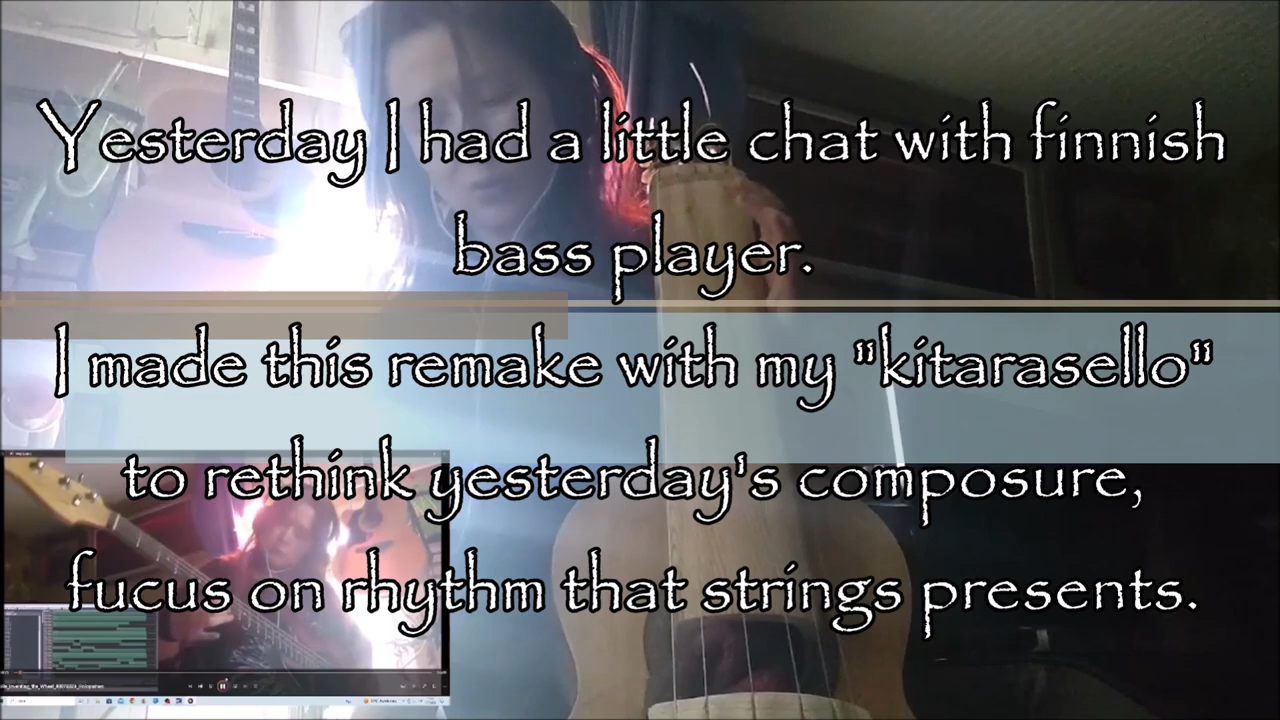 Yesterday I had a little chat with finnish
bass player.
I made this remake with my "kitarasello"
to rethink yesterday's composure,
fucus on rhythm that strings presents.